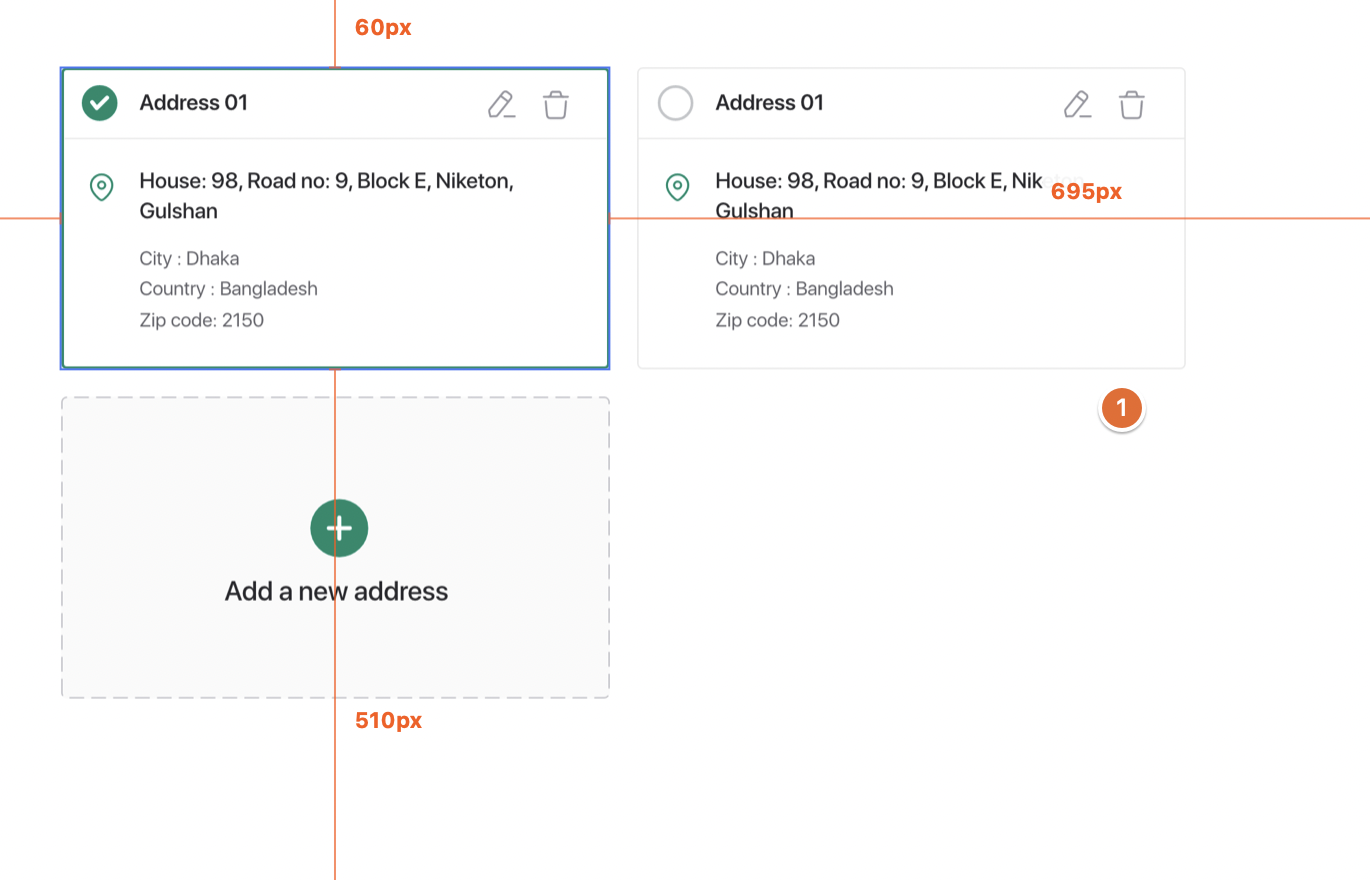 60px
Address 01
House: 98, Road no: 9, Block E, Niketon,
Gulshan
City : Dhaka
Country : Bangladesh
Zip code: 2150
Address 01
House: 98, Road no: 9, Block E, Nik
695px
Gulshan
City : Dhaka
Country : Bangladesh
Zip code: 2150
1
Add a new address
510px